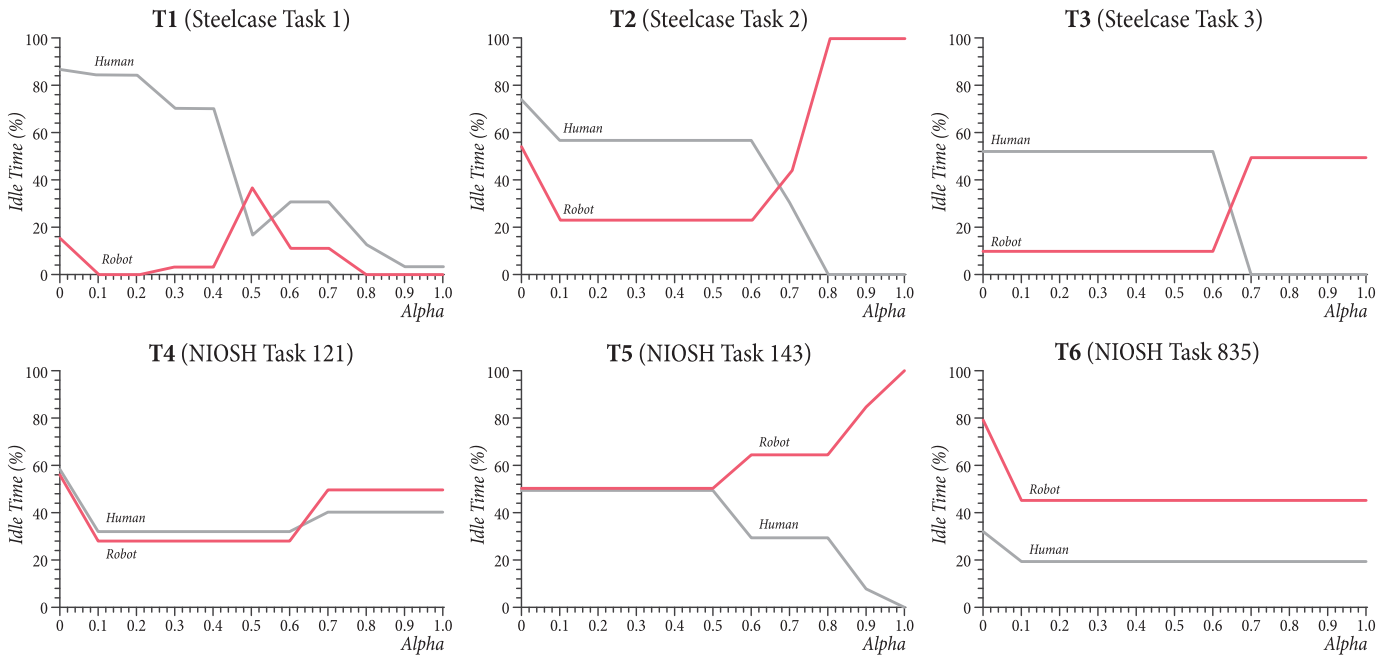 T1 (Steelcase Task 1)
100
80
60
40
20
0
Idle Time (%)
Human
Robot
0 0.1 0.2 0.3 0.4 0.5 0.6 0.7 0.8 0.9 1.0
Alpha
T2 (Steelcase Task 2)
100
80
60
40
20
0
Idle Time (%)
Human
Robot
0 0.1 0.2 0.3 0.4 0.5 0.6 0.7 0.8 0.9 1.0
Alpha
T3 (Steelcase Task 3)
100
80
60
40
20
0
Idle Time (%)
Human
Robot
0 0.1 0.2 0.3 0.4 0.5 0.6 0.7 0.8 0.9 1.0
Alpha
T4 (NIOSH Task 121)
100
80
60
40
20
0
Idle Time (%)
Human
Robot
0 0.1 0.2 0.3 0.4 0.5 0.6 0.7 0.8 0.9 1.0
Alpha
T5 (NIOSH Task 143)
100
80
60
40
20
0
Idle Time (%)
Robot
Human
0 0.1 0.2 0.3 0.4 0.5 0.6 0.7 0.8 0.9 1.0
Alpha
T6 (NIOSH Task 835)
100
80
60
40
20
0
Idle Time (%)
Robot
Human
0 0.1 0.2 0.3 0.4 0.5 0.6 0.7 0.8 0.9 1.0
Alpha